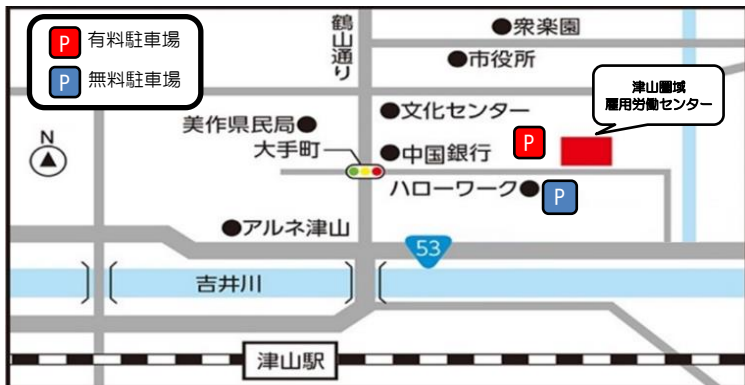 P 有料駐車場
P 無料駐車場
鶴山通り
●衆楽園
●市役所
津山圏域
雇用労働センター
N
美作県民局●
●文化センター
大手町
●中国銀行
P
ハローワーク●
P
●アルネ津山
53
吉井川
津山駅